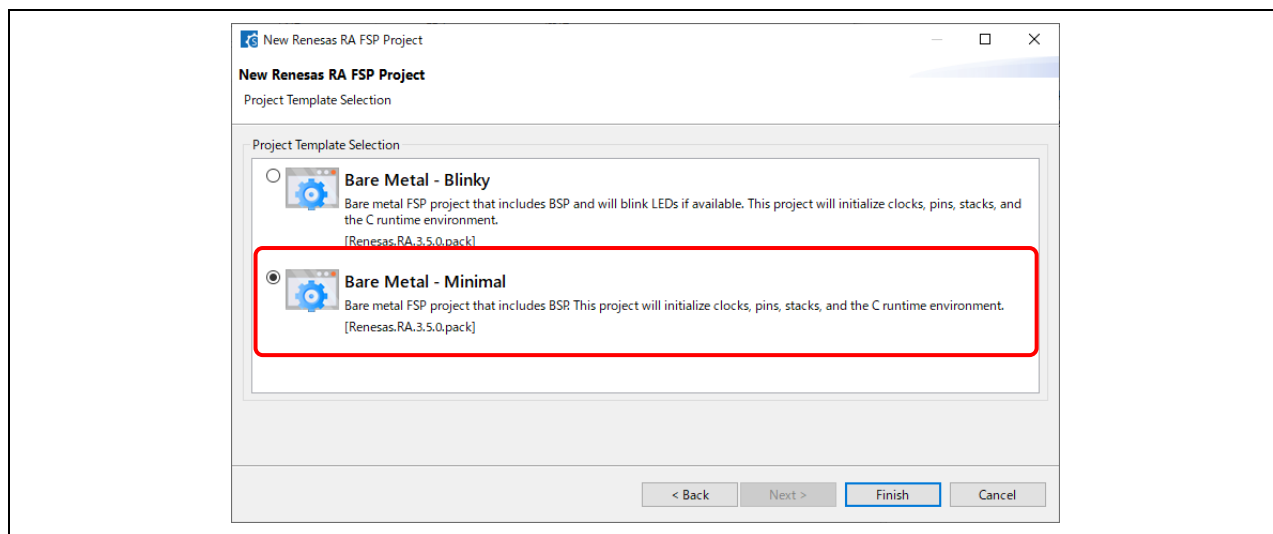 New Renesas RA FSP Project
New Renesas RA FSP Project
Project Template Selection
Project Template Selection
Bare Metal - Blinky
Bare metal FSP project that includes BSP and will blink LEDs if available. This project will initialize clocks, pins, stacks, and
the C runtime environment.
[Renesas.RA.3.5.0.pack]
Bare Metal - Minimal
Bare metal FSP project that includes BSP. This project will initialize clocks, pins, stacks, and the C runtime environment.
[Renesas.RA.3.5.0.pack]
< Back Next > Finish Cancel